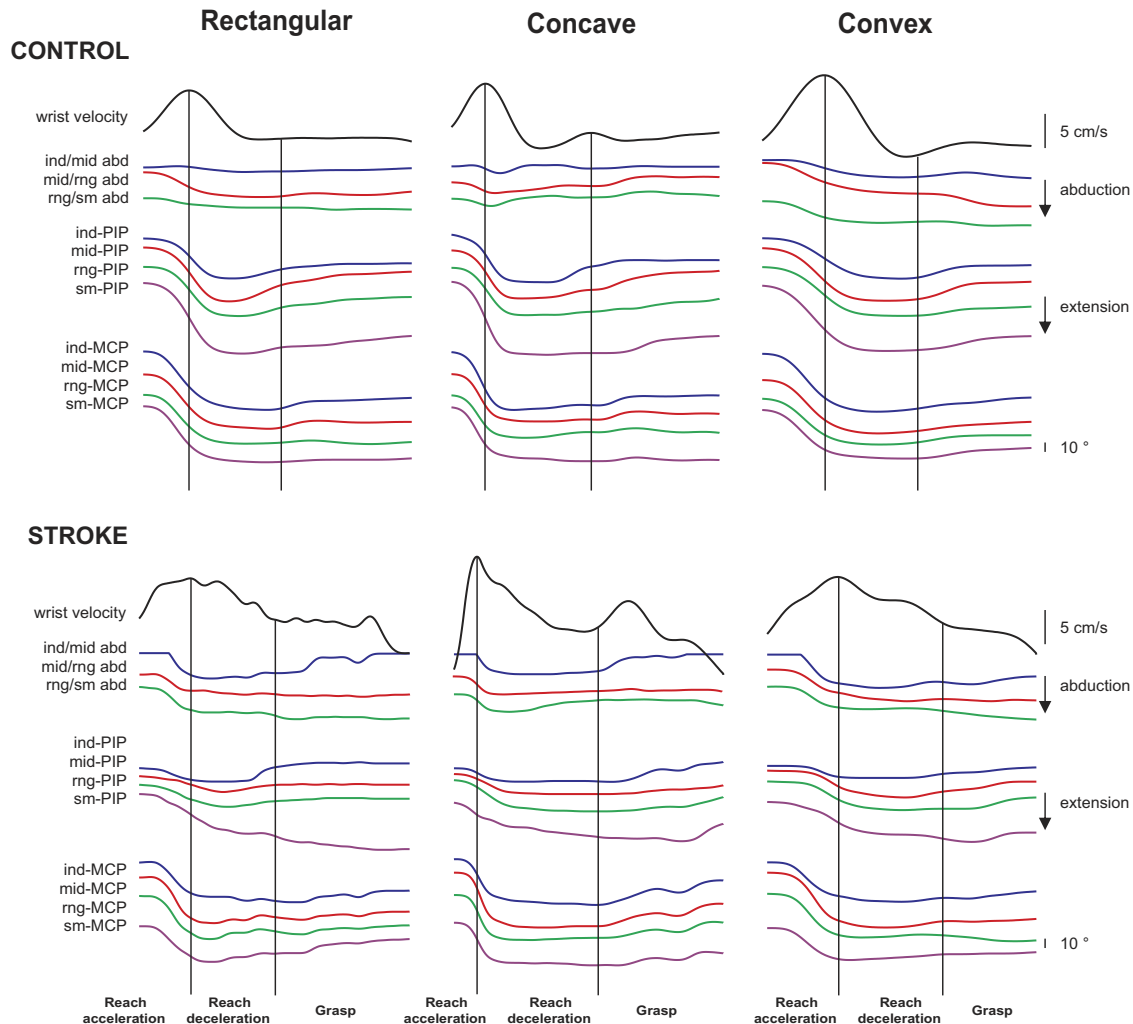 Rectangular
Concave
Convex
CONTROL
wrist velocity
5 cm/s
ind/mid abd
mid/rng abd
rng/sm abd
abduction
ind-PIP
mid-PIP
rng-PIP
sm-PIP
extension
ind-MCP
mid-MCP
rng-MCP
sm-MCP
10 °
STROKE
wrist velocity
5 cm/s
ind/mid abd
mid/rng abd
rng/sm abd
abduction
ind-PIP
mid-PIP
rng-PIP
sm-PIP
extension
ind-MCP
mid-MCP
rng-MCP
sm-MCP
10 °
Reach
acceleration
Reach
deceleration
Grasp
Reach
acceleration
Reach
deceleration
Grasp
Reach
acceleration
Reach
deceleration
Grasp